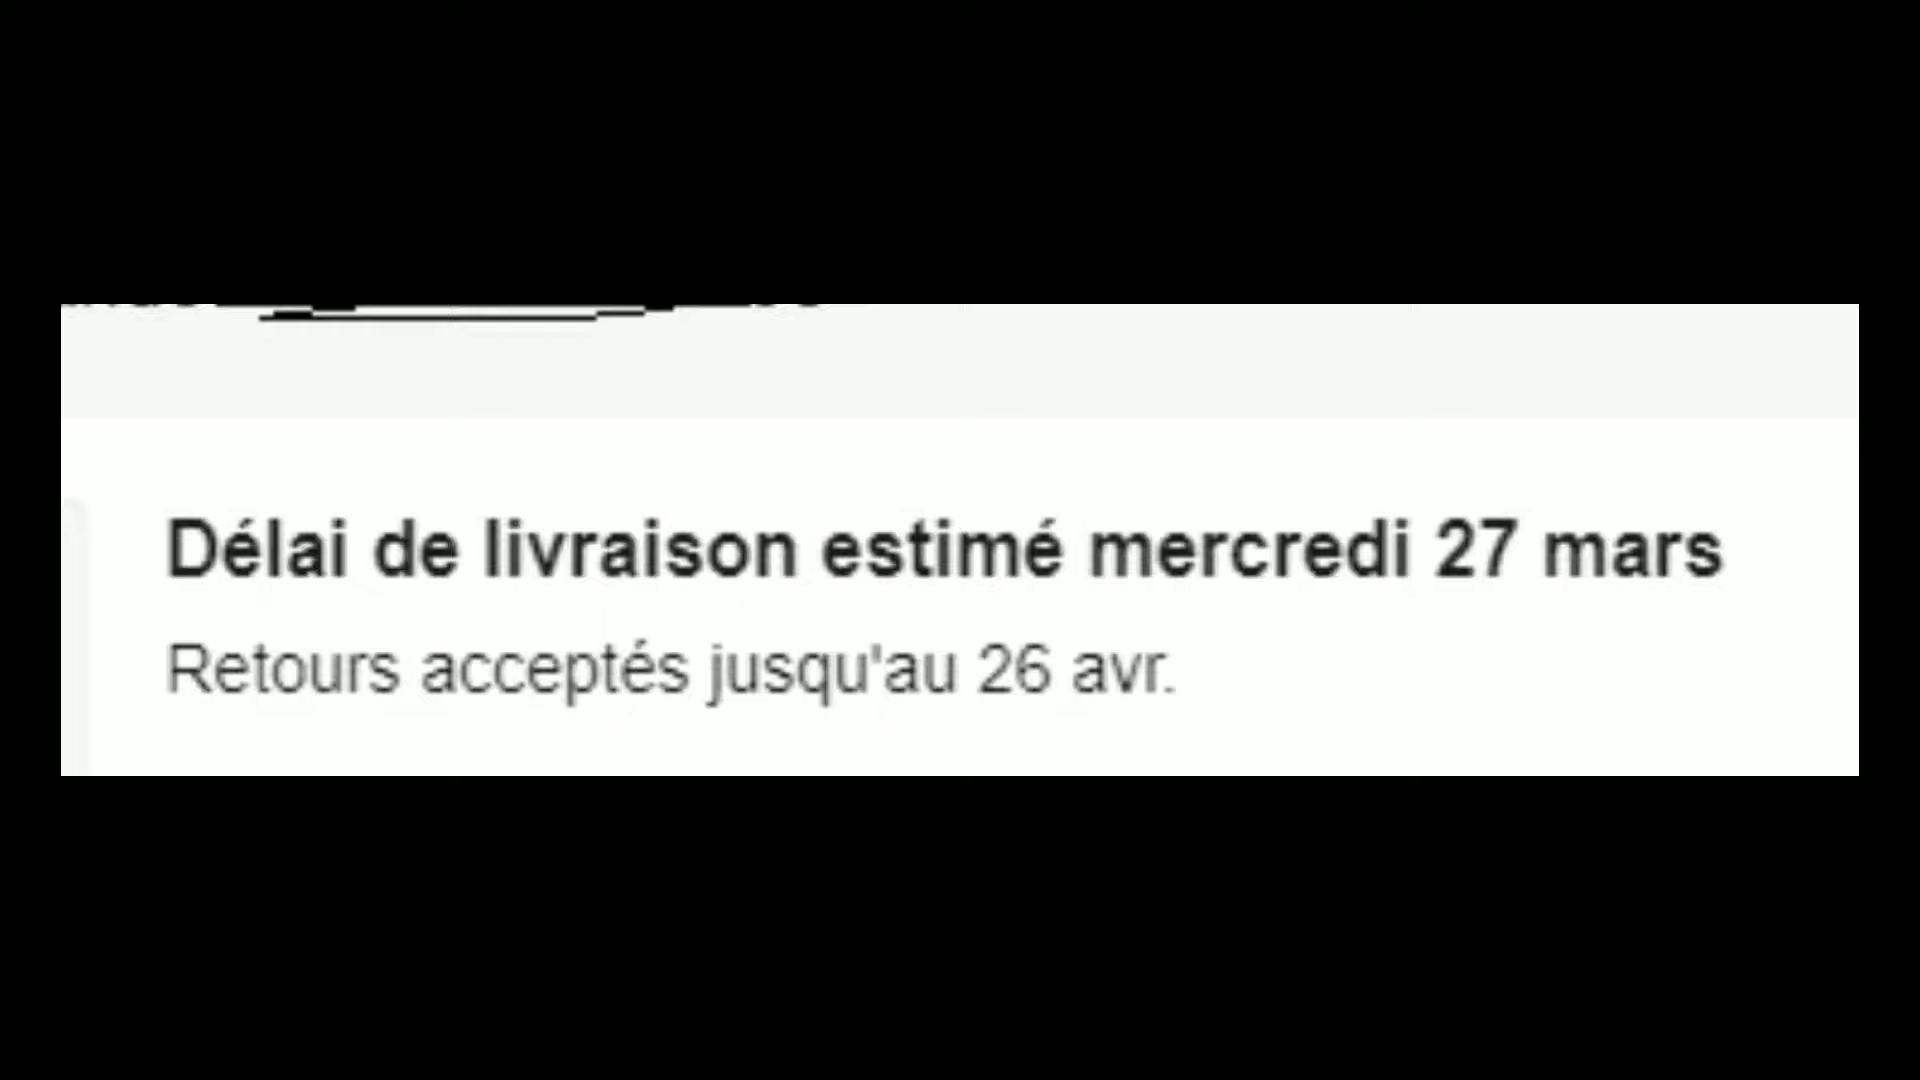 Délai de livraison estimé mercredi 27 mars
Retours acceptés jusqu'au 26 avr.